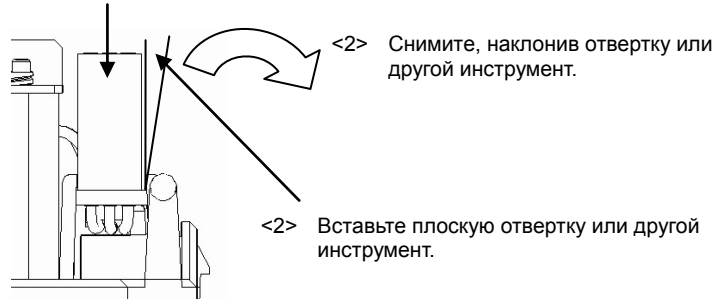 <2> Снимите, наклонив отвертку или
другой инструмент.
<2> Вставьте плоскую отвертку или другой
инструмент.